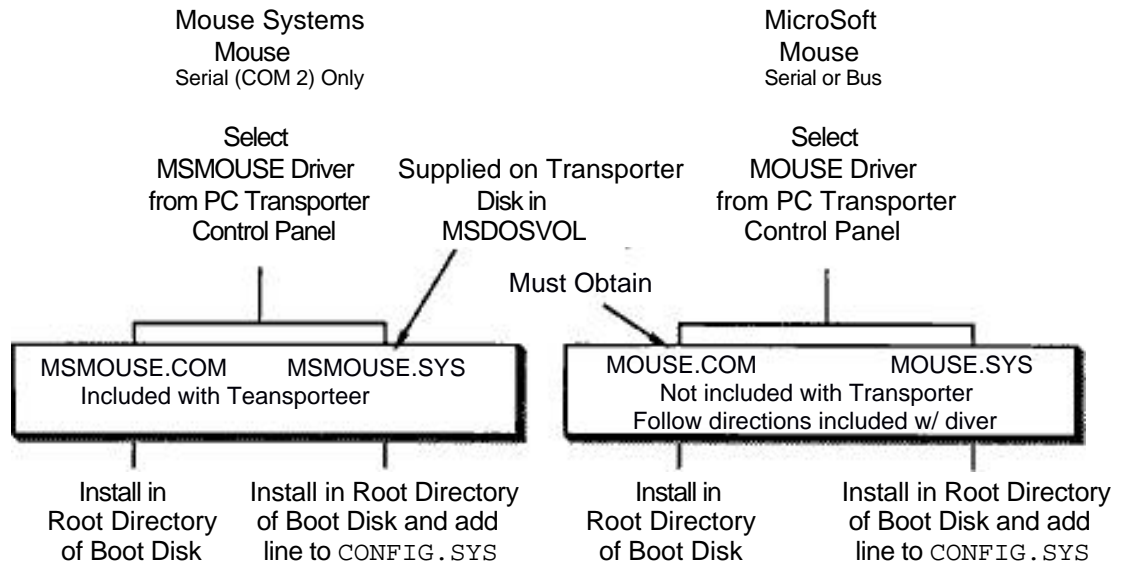 Mouse Systems
Mouse
Serial (COM 2) Only
Select
MSMOUSE Driver
from PC Transporter
Control Panel
Supplied on Transporter
Disk in
MSDOSVOL
MicroSoft
Mouse
Serial or Bus
Select
MOUSE Driver
from PC Transporter
Control Panel
Must Obtain
MSMOUSE.COM MSMOUSE.SYS
Included with Teansporteer
MOUSE.COM MOUSE.SYS
Not included with Transporter
Follow directions included w/ diver
Install in
Root Directory
of Boot Disk
Install in Root Directory
of Boot Disk and add
line to CONFIG.SYS
Install in
Root Directory
of Boot Disk
Install in Root Directory
of Boot Disk and add
line to CONFIG.SYS